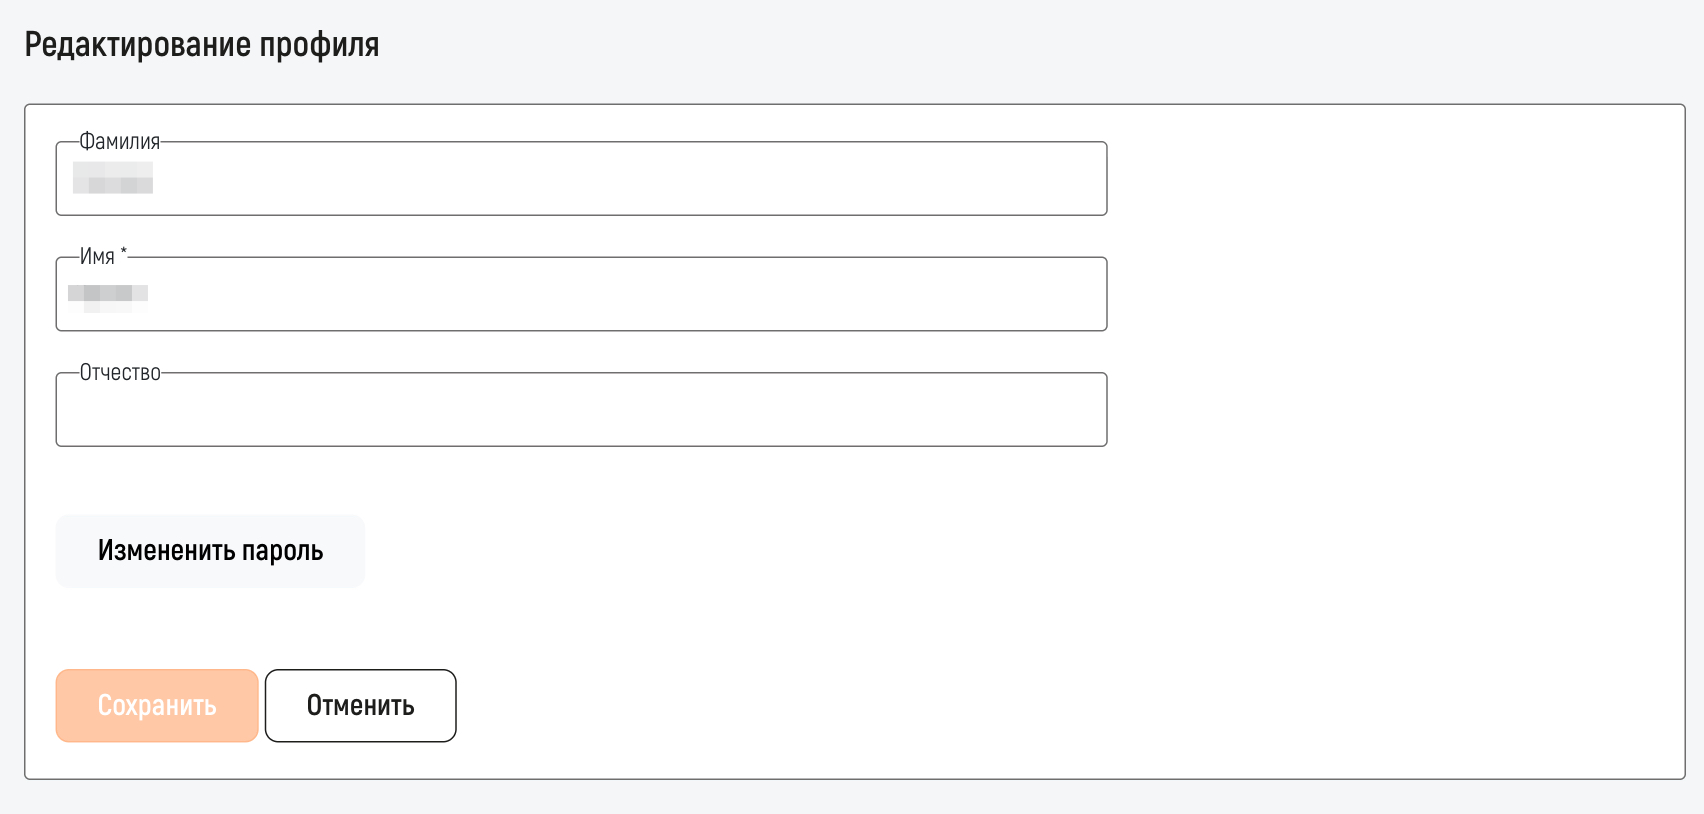 Редактирование профиля
Фамилия
Имя *
Отчество
Измененить пароль
Сохранить
Отменить